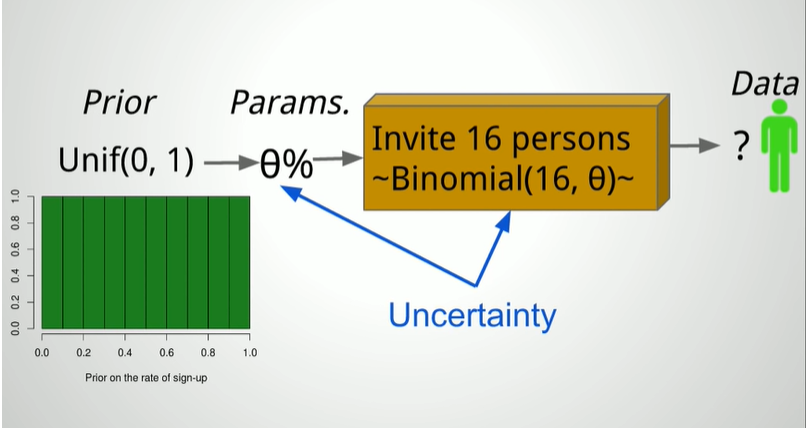 Prior
Params.
Data
Unif(0, 1)
θ%
Invite 16 persons
~Binomial(16, θ)~
?
Uncertainty
1.0
0.8
0.6
0.4
0.2
0.0
0.0 0.2 0.4 0.6 0.8 1.0
Prior on the rate of sign-up